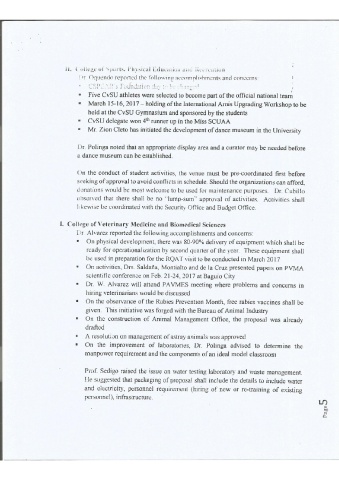 H. College of Sports, Physical Education and Recreation
Dr. Oquendo reported the following accomplishments and concerns
• Foundation day to be changed
• Five CvSU athletes were selected to become part of the official national team
• March 15-16, 2017 – holding of the International Arnis Upgrading Workshop to be
held at the CvSU Gymnasium and sponsored by the students
• CvSU delegate won 4th runner up in the Miss SCUAA
• Mr. Zion Cleto has initiated the development of dance museum in the University
Dr. Polinga noted that an appropriate display area and a curator may be needed before
a dance museum can be established.
On the conduct of student activities, the venue must be pre-coordinated first before
seeking of approval to avoid conflicts in schedule. Should the organizations can afford,
donations would be most welcome to be used for maintenance purposes. Dr. Cubillo
observed that there shall be no "lump-sum" approval of activities. Activities shall
likewise be coordinated with the Security Office and Budget Office.
I. College of Veterinary Medicine and Biomedical Sciences
Dr. Alvarez reported the following accomplishments and concerns:
• On physical development, there was 80-90% delivery of equipment which shall be
ready for operationalization by second quarter of the year. These equipment shall
be used in preparation for the RQAT visit to be conducted in March 2017
• On activities, Drs. Saldaña, Montialto and de la Cruz presented papers on PVMA
scientific conference on Feb. 21-24, 2017 at Baguio City
• Dr. W. Alvarez will attend PAVMES meeting where problems and concerns in
hiring veterinarians would be discussed
• On the observance of the Rabies Prevention Month, free rabies vaccines shall be
given. This initiative was forged with the Bureau of Animal Industry
• On the construction of Animal Management Office, the proposal was already
drafted
• A resolution on management of astray animals was approved
• On the improvement of laboratories, Dr. Polinga advised to determine the
manpower requirement and the components of an ideal model classroom
Prof. Sedigo raised the issue on water testing laboratory and waste management.
He suggested that packaging of proposal shall include the details to include water
and electricity, personnel requirement (hiring of new or re-training of existing
personnel), infrastructure.
Page 5